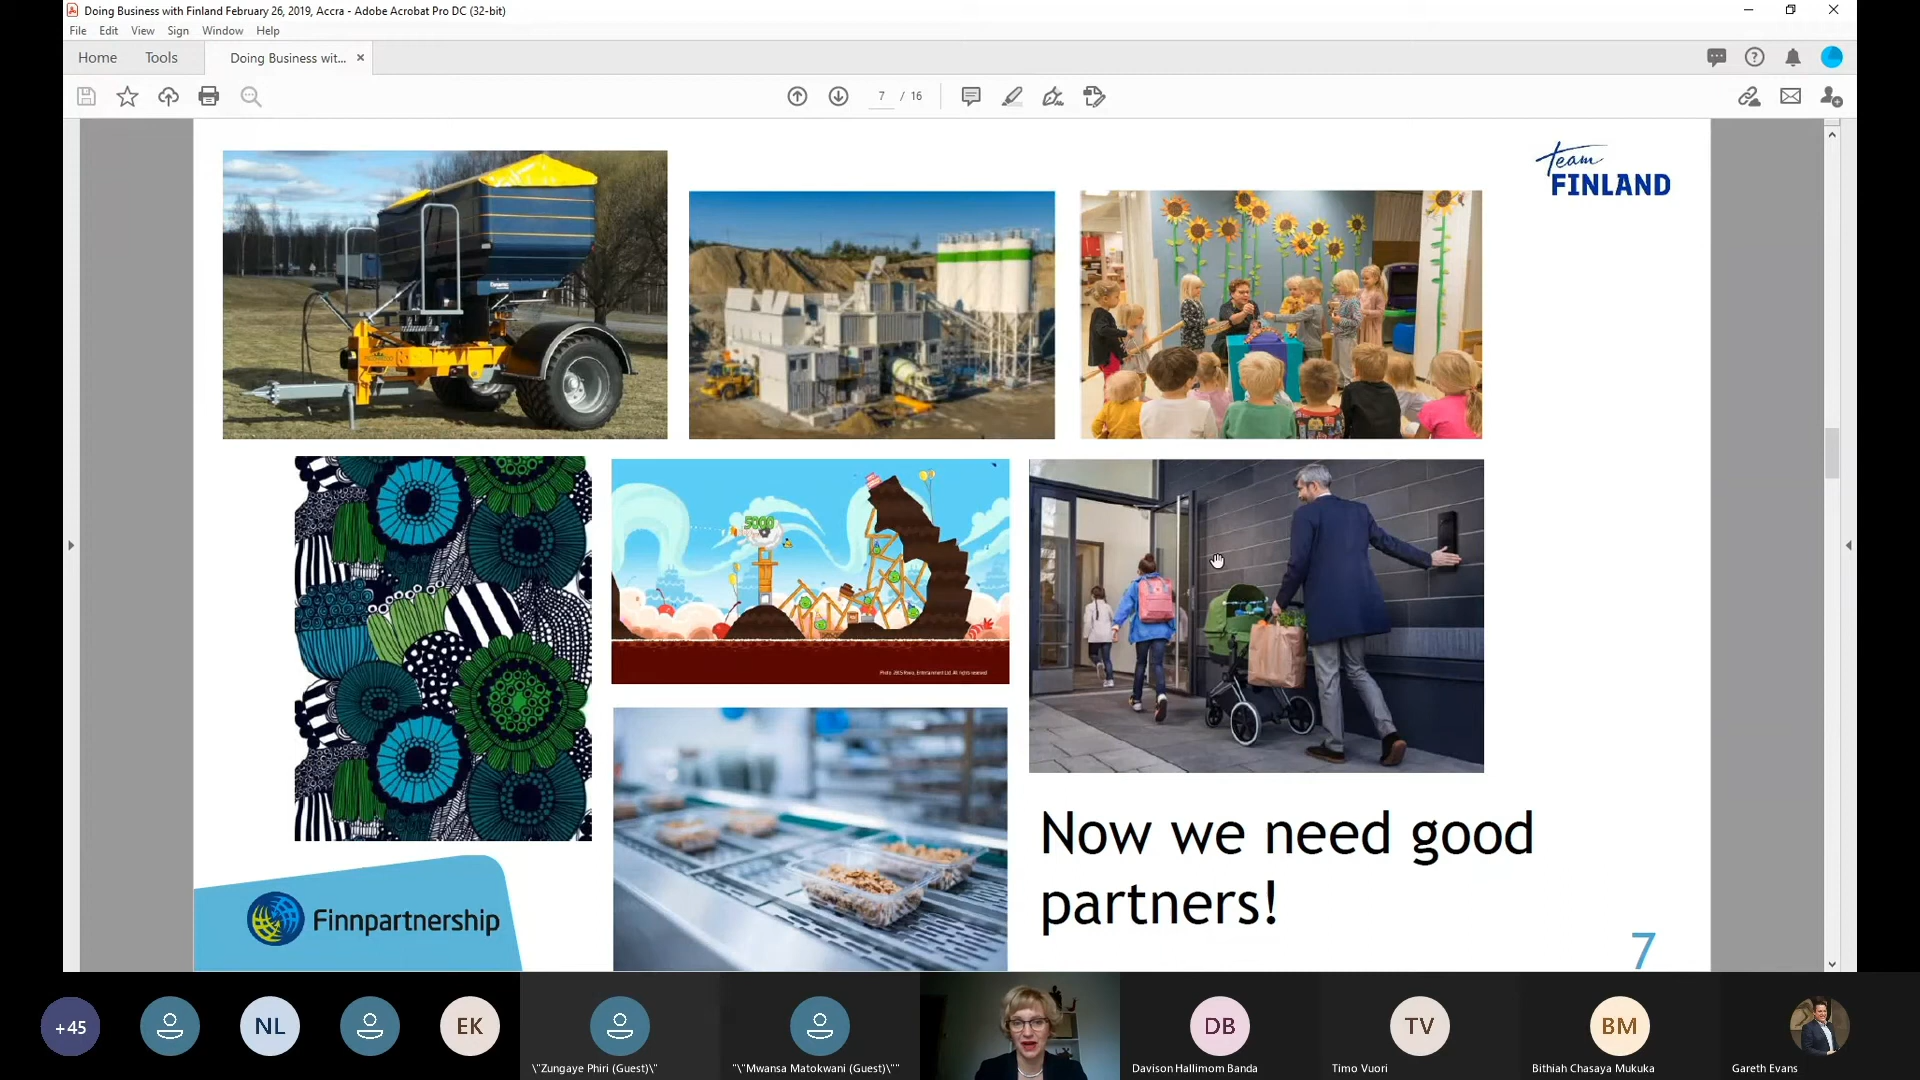 Doing Business with Finland February 26, 2019, Accra - Adobe Acrobat Pro DC (32-bit)
File Edit View Sign Window Help
Home Tools Doing Business wit... ×
7 / 16
team
FINLAND
5000
Now we need good
partners!
Finnpartnership
7
+45 NL EK DB TV BM
\"Zungaye Phiri (Guest)\" "\"Mwansa Matokwani (Guest)\"" Davison Hallimom Banda Timo Vuori Bithiah Chasaya Mukuka Gareth Evans